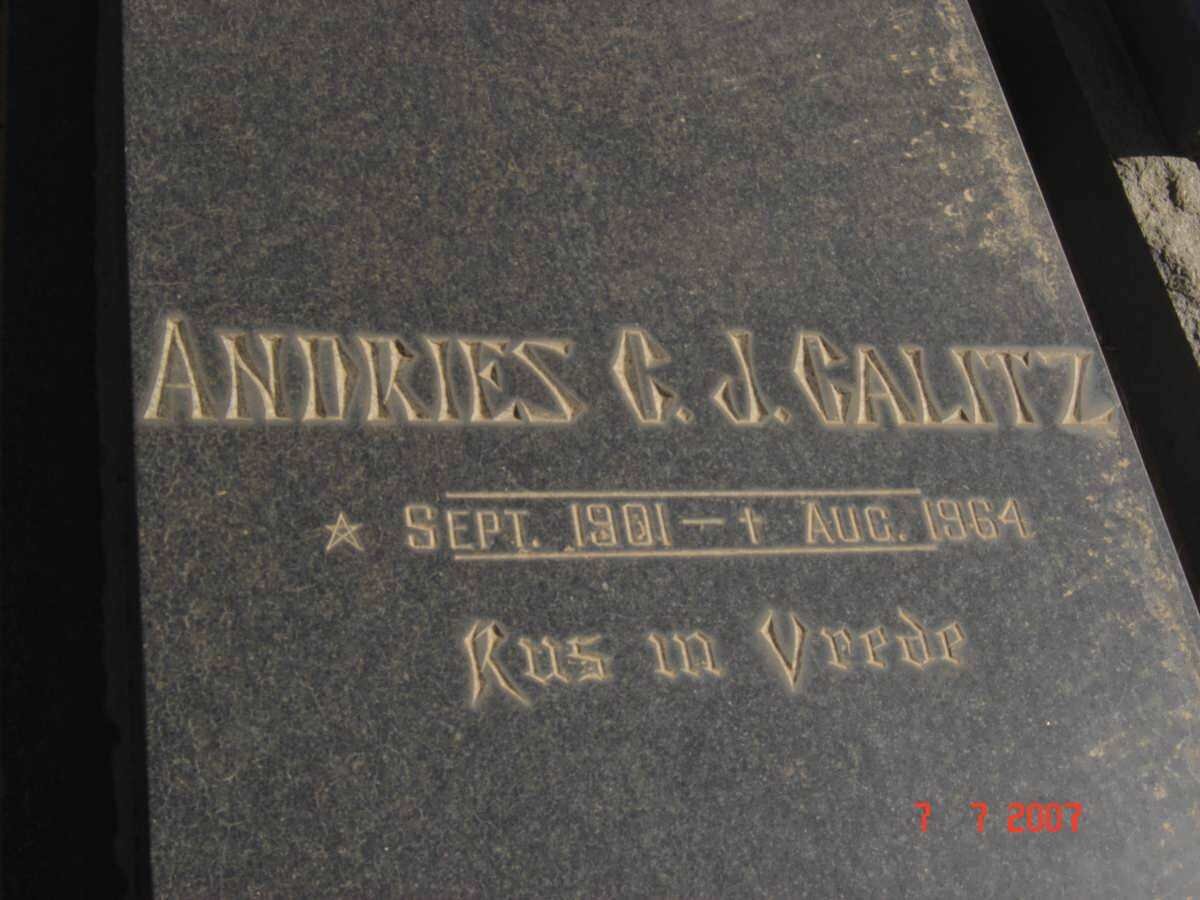 ANDRIES G. J. GALITZ
☆ SEPT. 1901 — † AUG. 1964
Rus in Vrede
7 7 2007